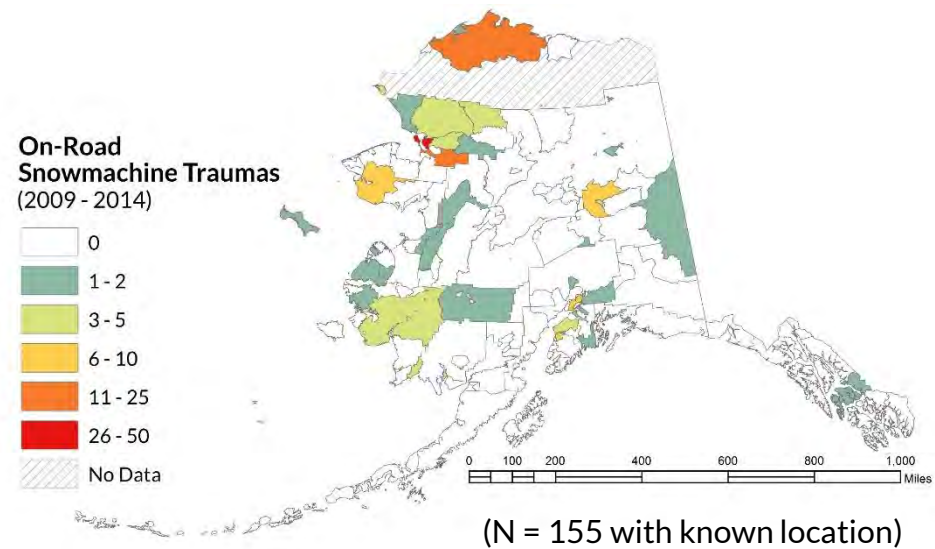 On-Road
Snowmachine Traumas
(2009 - 2014)
0
1 - 2
3 - 5
6 - 10
11 - 25
26 - 50
No Data
0 100 200 400 600 800 1,000
Miles
(N = 155 with known location)